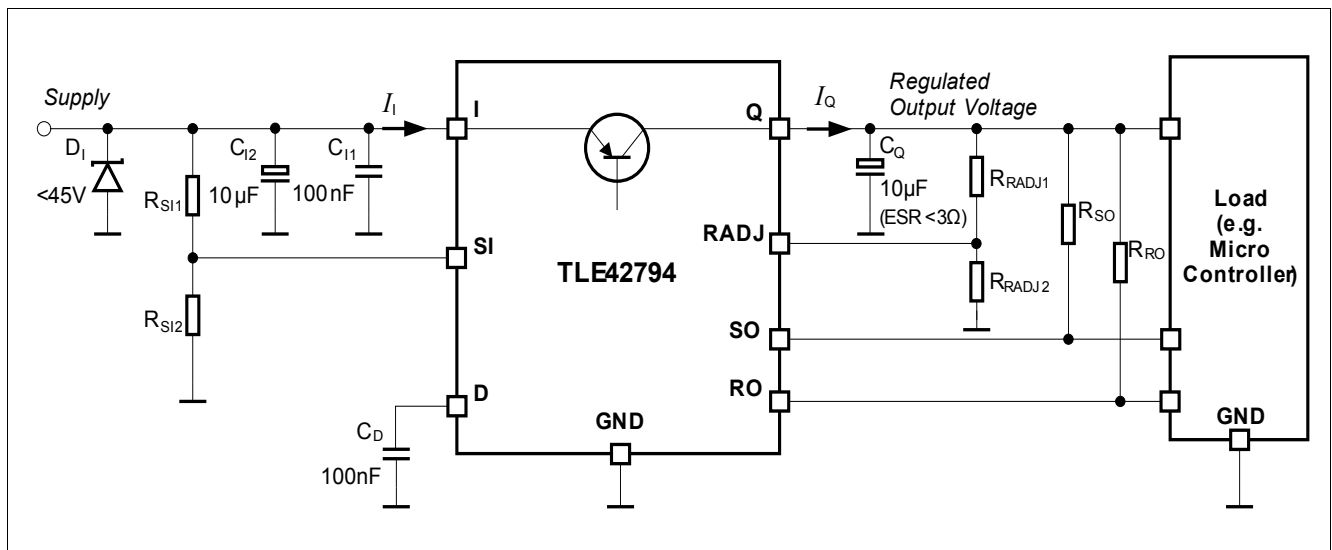 Supply
I_I
I
Q
I_Q
Regulated
Output Voltage
D_I
<45V
R_SI1
C_I2
10µF
C_I1
100nF
C_Q
10µF
(ESR<3Ω)
R_RADJ1
R_SO
R_RO
Load
(e.g.
Micro
Controller)
SI
RADJ
TLE42794
R_SI2
R_RADJ2
SO
RO
D
C_D
100nF
GND
GND